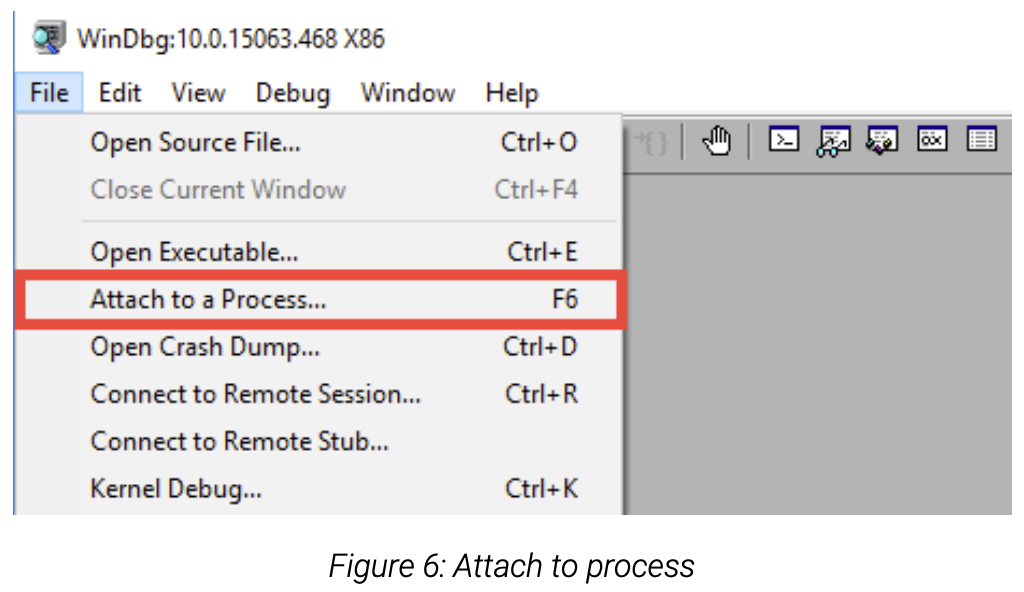 WinDbg:10.0.15063.468 X86
File Edit View Debug Window Help
Open Source File... Ctrl+O
Close Current Window Ctrl+F4
Open Executable... Ctrl+E
Attach to a Process... F6
Open Crash Dump... Ctrl+D
Connect to Remote Session... Ctrl+R
Connect to Remote Stub...
Kernel Debug... Ctrl+K
Figure 6: Attach to process